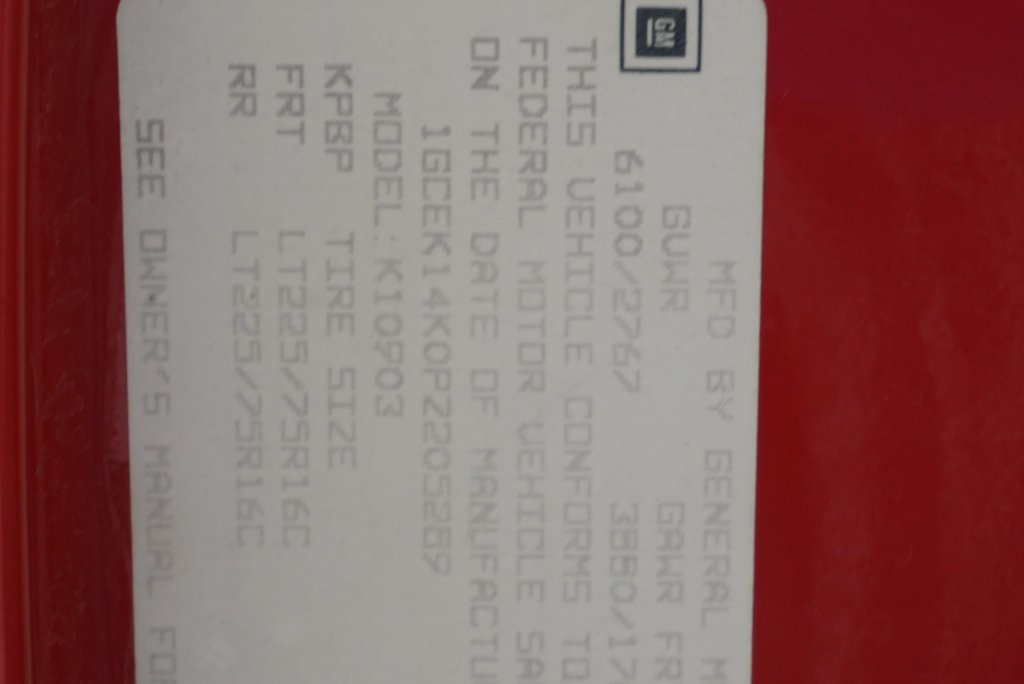 GM
MFD BY GENERAL M
GVWR GAWR FR
6100/2767 3880/17
THIS VEHICLE CONFORMS TO
FEDERAL MOTOR VEHICLE SA
ON THE DATE OF MANUFACTU
1GCEK14K0P2205289
MODEL:K10903
KPBP TIRE SIZE
FRT LT225/75R16C
RR LT225/75R16C
SEE OWNER'S MANUAL FOR